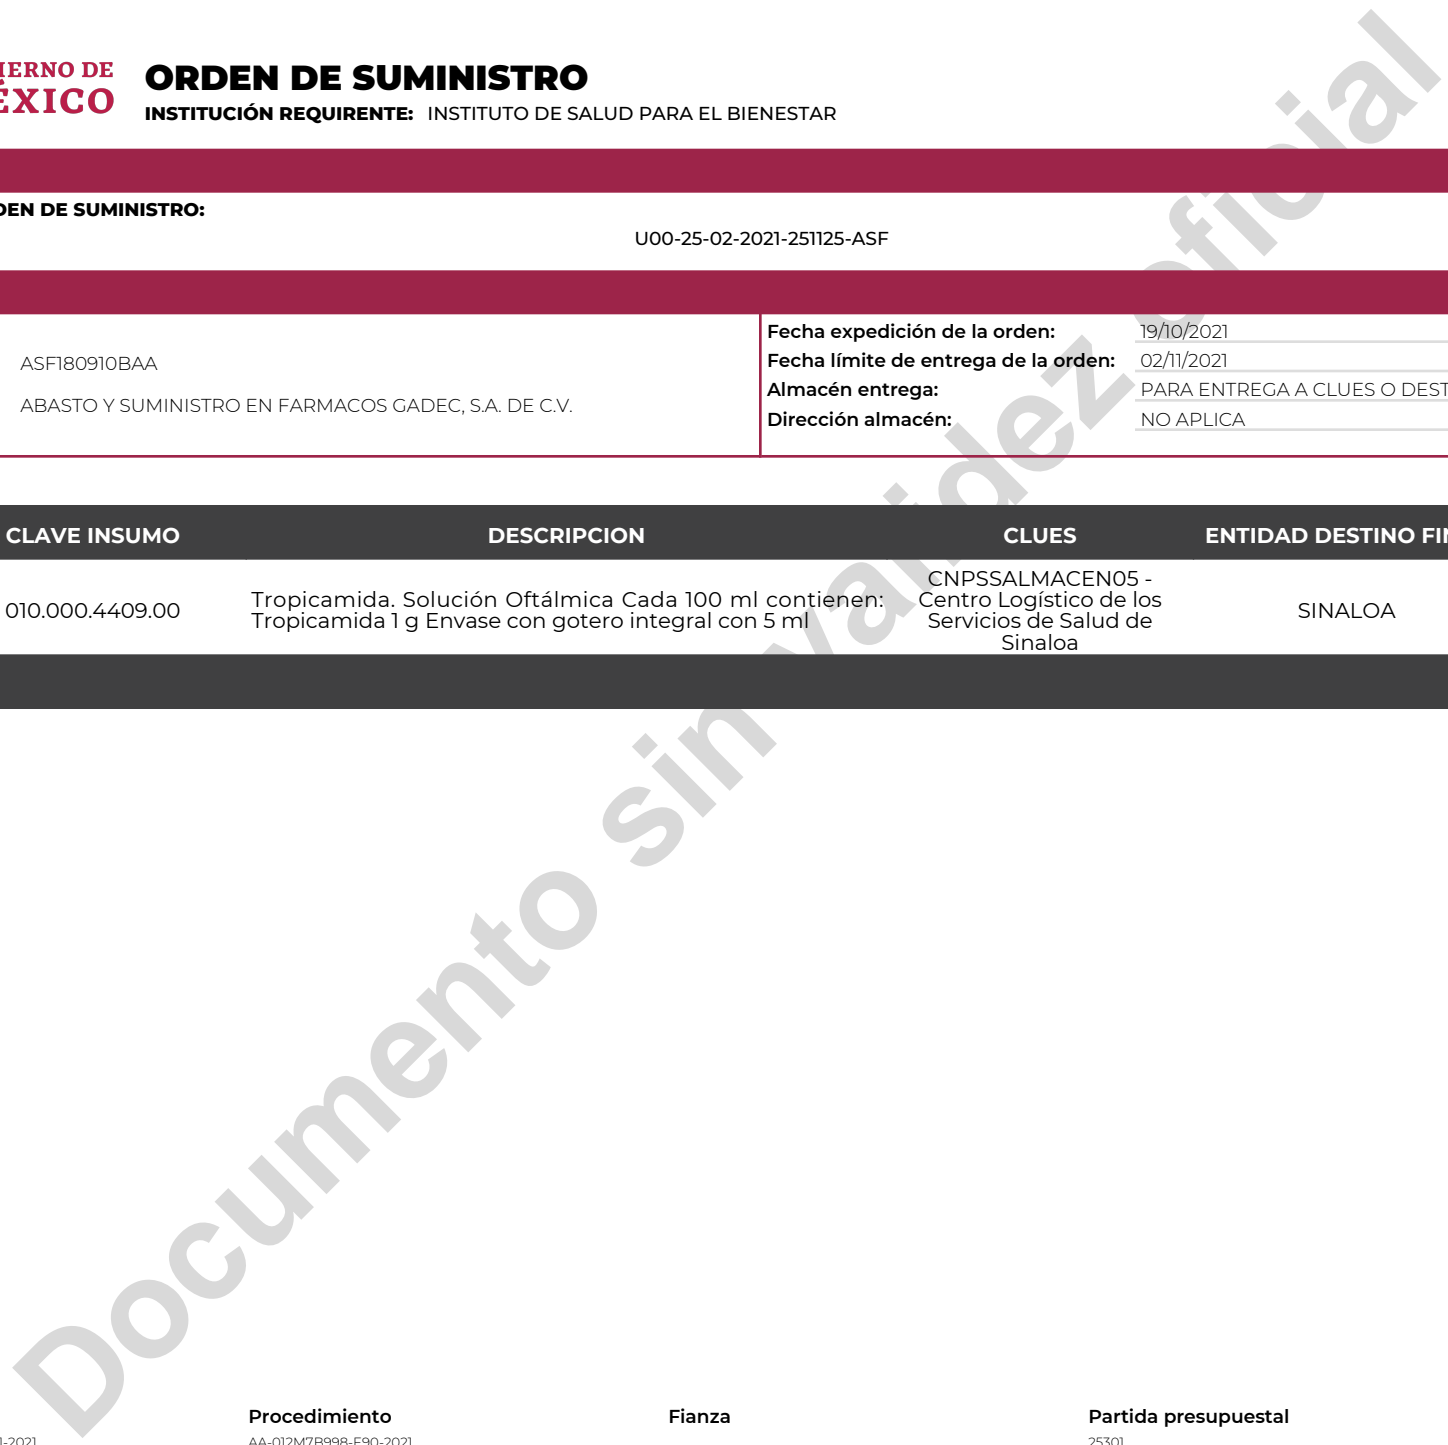 IERNO DE
ÉXICO
ORDEN DE SUMINISTRO
INSTITUCIÓN REQUIRENTE: INSTITUTO DE SALUD PARA EL BIENESTAR
DEN DE SUMINISTRO:
U00-25-02-2021-251125-ASF
ASF180910BAA
ABASTO Y SUMINISTRO EN FARMACOS GADEC, S.A. DE C.V.
Fecha expedición de la orden: 19/10/2021
Fecha límite de entrega de la orden: 02/11/2021
Almacén entrega: PARA ENTREGA A CLUES O DEST
Dirección almacén: NO APLICA
CLAVE INSUMO DESCRIPCION CLUES ENTIDAD DESTINO FIN
010.000.4409.00
Tropicamida. Solución Oftálmica Cada 100 ml contienen:
Tropicamida 1 g Envase con gotero integral con 5 ml
CNPSSALMACEN05 -
Centro Logístico de los
Servicios de Salud de
Sinaloa
SINALOA
Documento sin validez oficial
Procedimiento Fianza Partida presupuestal
1-2021 AA-012M7B998-E90-2021 25301